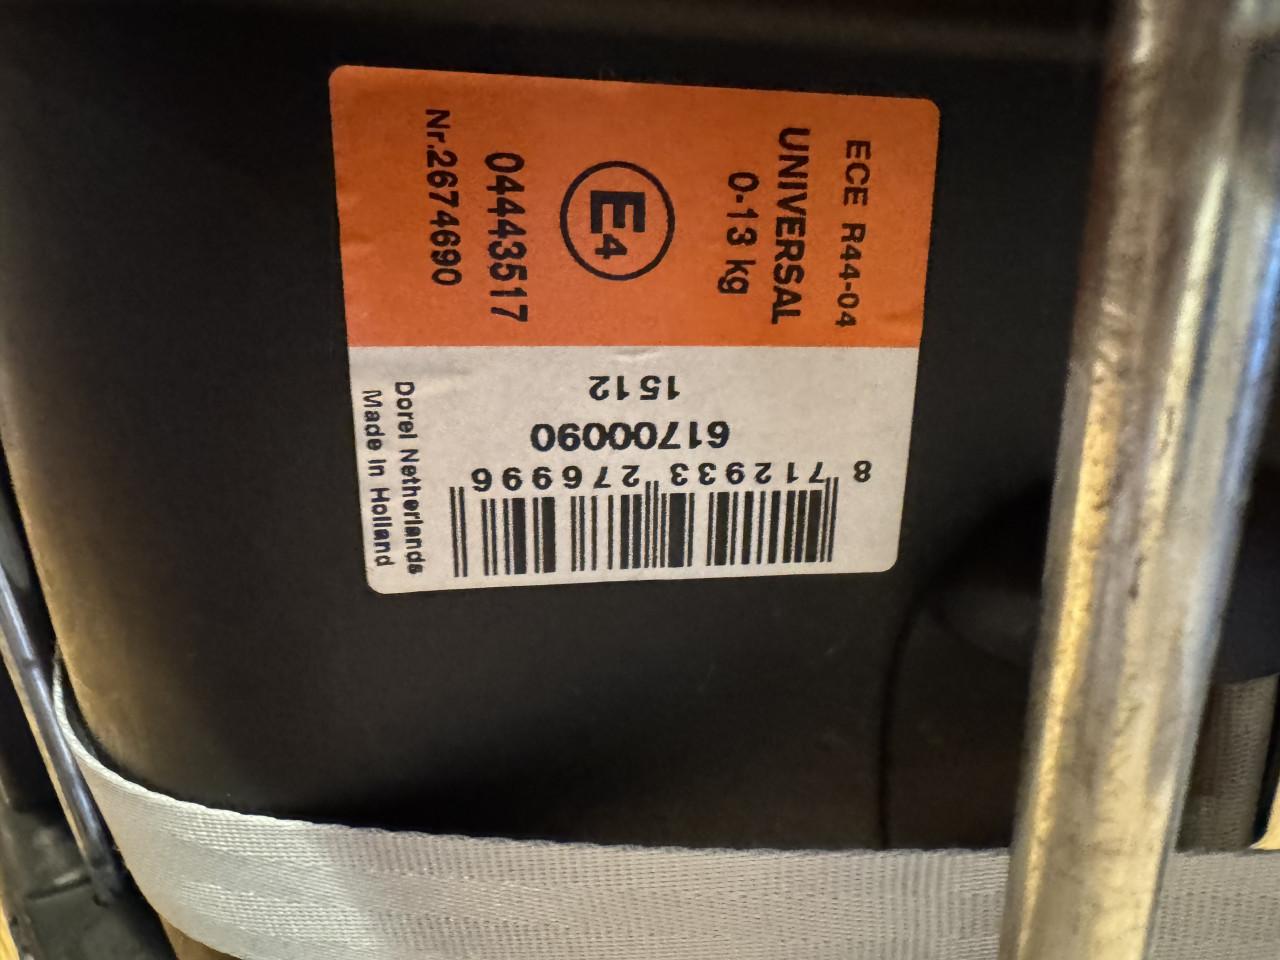 ECE R44-04
UNIVERSAL
0-13 kg
E4
04443517
Nr.2674690
1512
61700090
8 712933 276996
Dorel Netherlands
Made in Holland